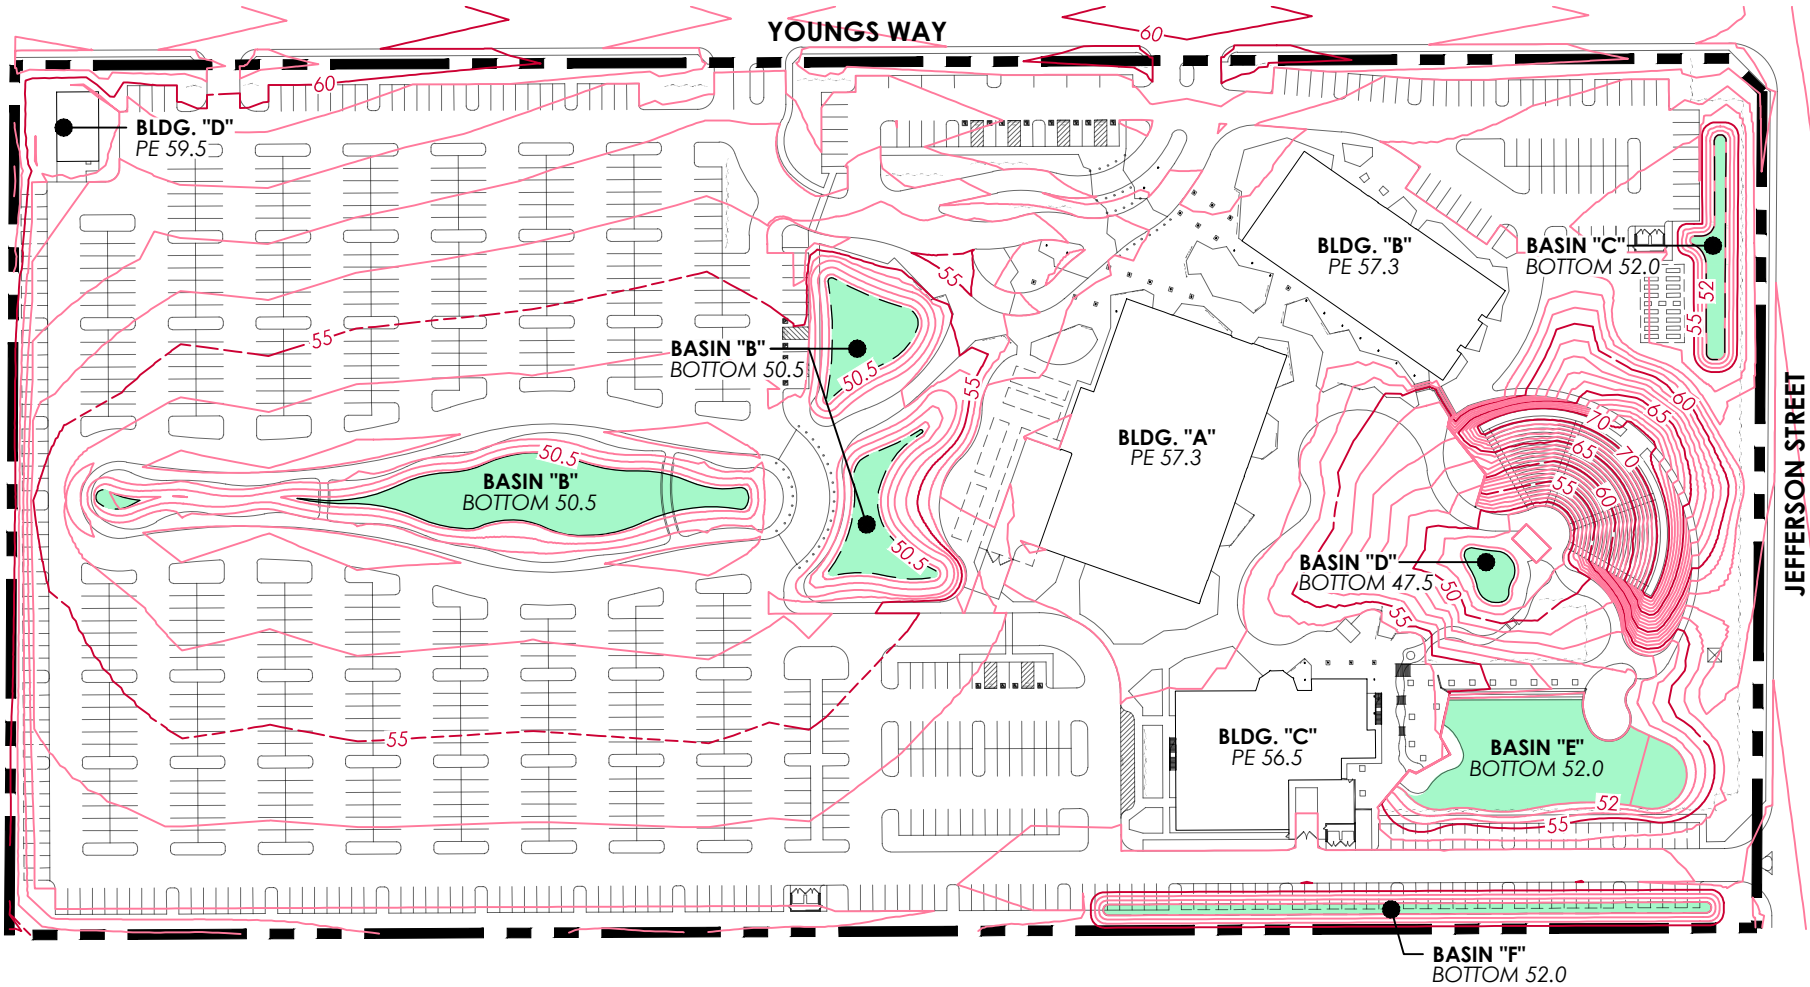 YOUNGS WAY
60
60
BLDG. "D"
PE 59.5
BLDG. "B"
PE 57.3
BASIN "C"
BOTTOM 52.0
52
55
55
55
BASIN "B"
BOTTOM 50.5
50.5
55
60
65
70
70
65
60
55
JEFFERSON STREET
BLDG. "A"
PE 57.3
50.5
BASIN "B"
BOTTOM 50.5
50.5
BASIN "D"
BOTTOM 47.5
50
55
55
BLDG. "C"
PE 56.5
BASIN "E"
BOTTOM 52.0
52
55
BASIN "F"
BOTTOM 52.0